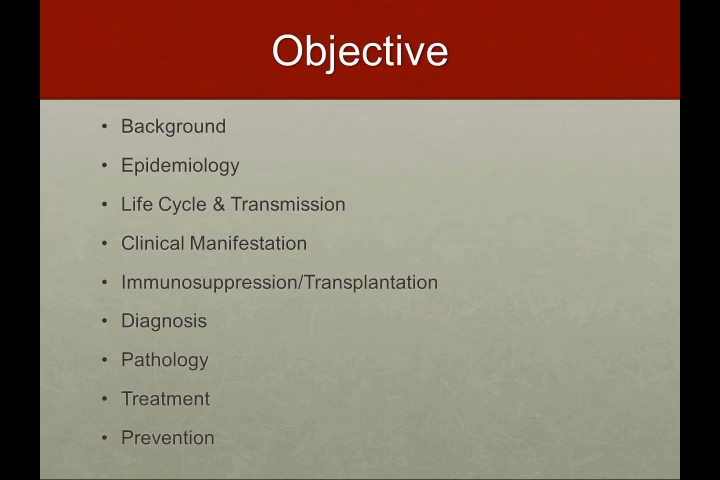 Objective
• Background
• Epidemiology
• Life Cycle & Transmission
• Clinical Manifestation
• Immunosuppression/Transplantation
• Diagnosis
• Pathology
• Treatment
• Prevention